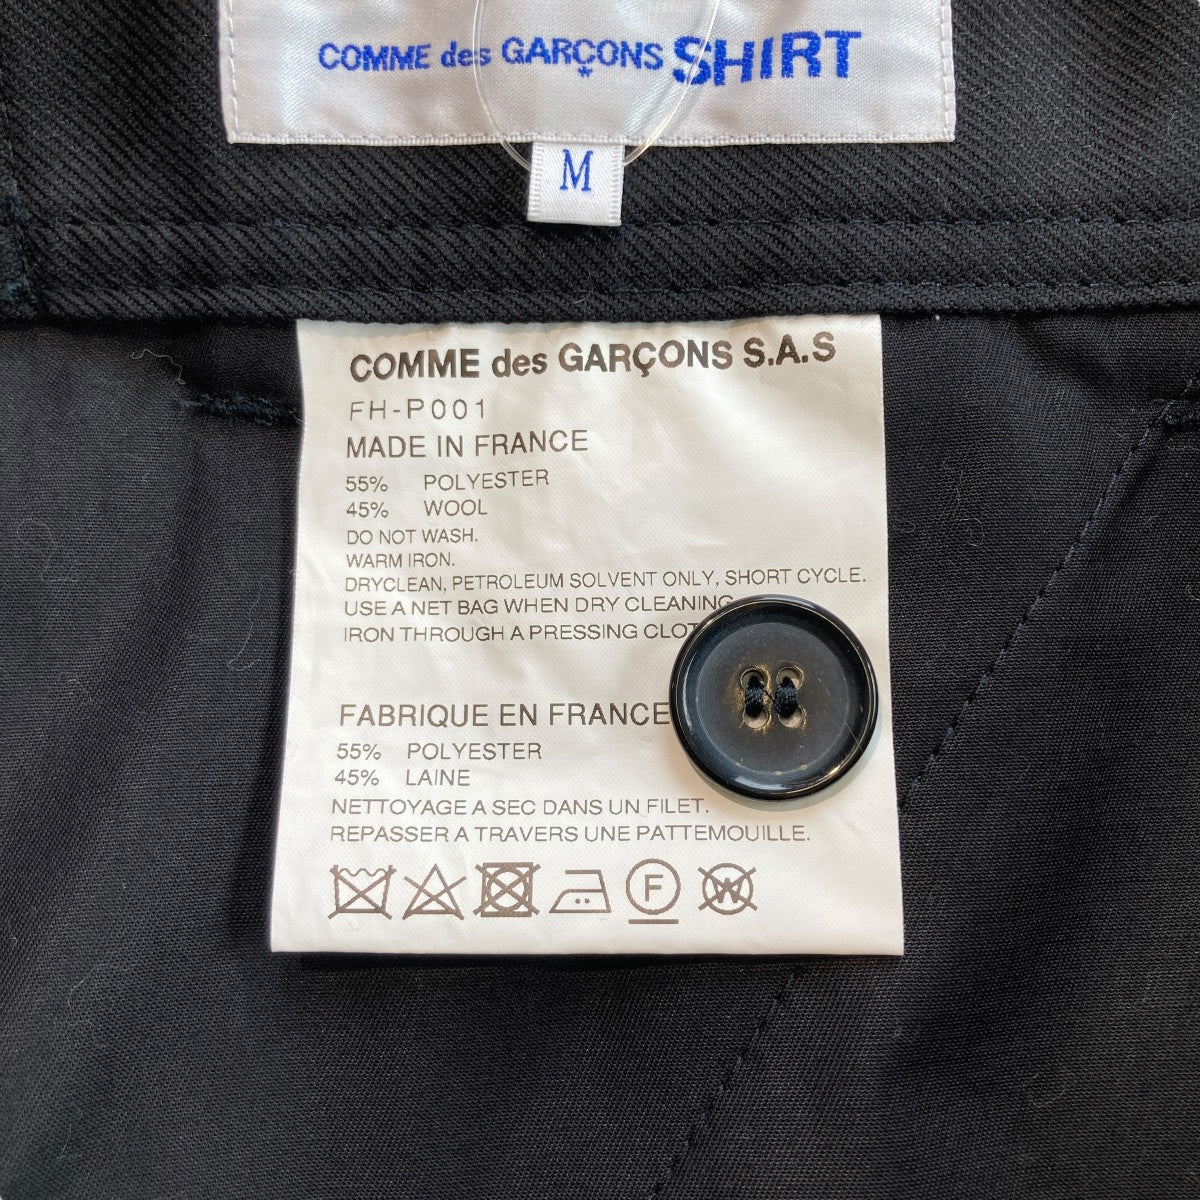 COMME des GARÇONS SHIRT
M
COMME des GARÇONS S.A.S
FH-P001
MADE IN FRANCE
55% POLYESTER
45% WOOL
DO NOT WASH.
WARM IRON.
DRYCLEAN, PETROLEUM SOLVENT ONLY, SHORT CYCLE.
USE A NET BAG WHEN DRY CLEANING
IRON THROUGH A PRESSING
FABRIQUE EN FRANCE
55% POLYESTER
45% LAINE
NETTOYAGE A SEC DANS UN FILET.
REPASSER A TRAVERS UNE PATTEMOUILLE.
F W